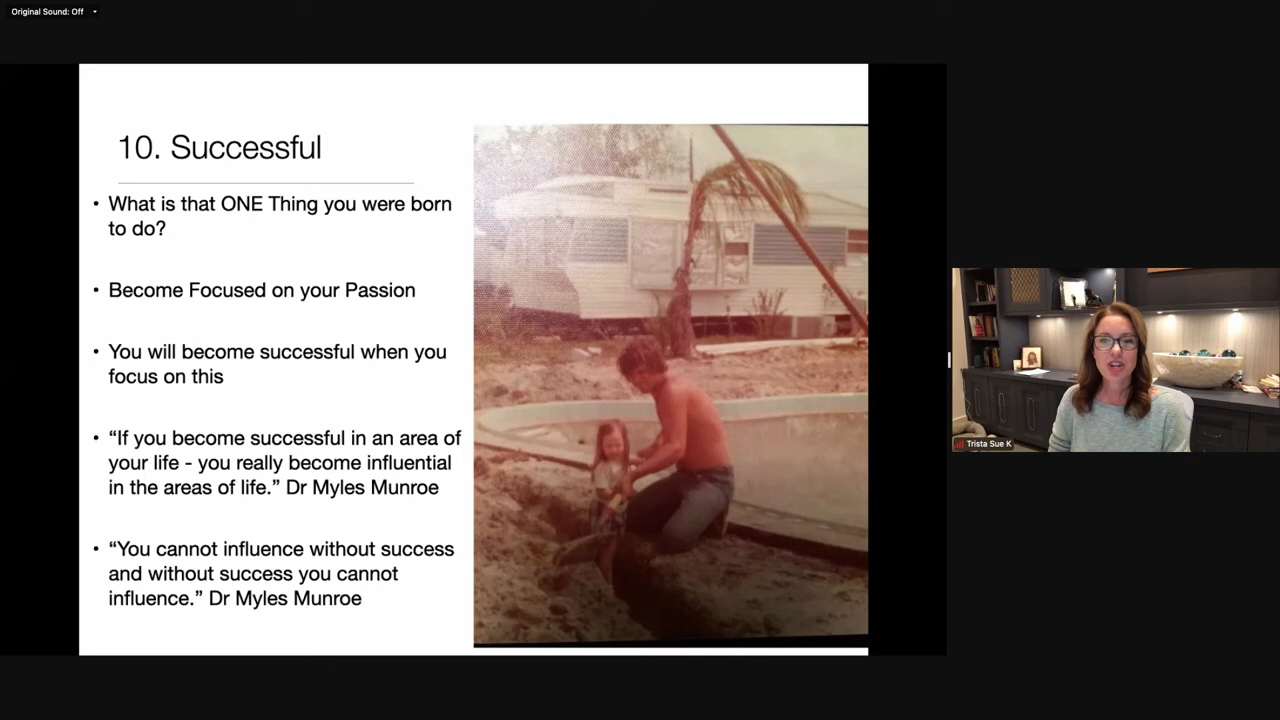 Original Sound: Off
10. Successful
• What is that ONE Thing you were born
to do?
• Become Focused on your Passion
• You will become successful when you
focus on this
• “If you become successful in an area of
your life - you really become influential
in the areas of life.” Dr Myles Munroe
• “You cannot influence without success
and without success you cannot
influence.” Dr Myles Munroe
Trista Sue K